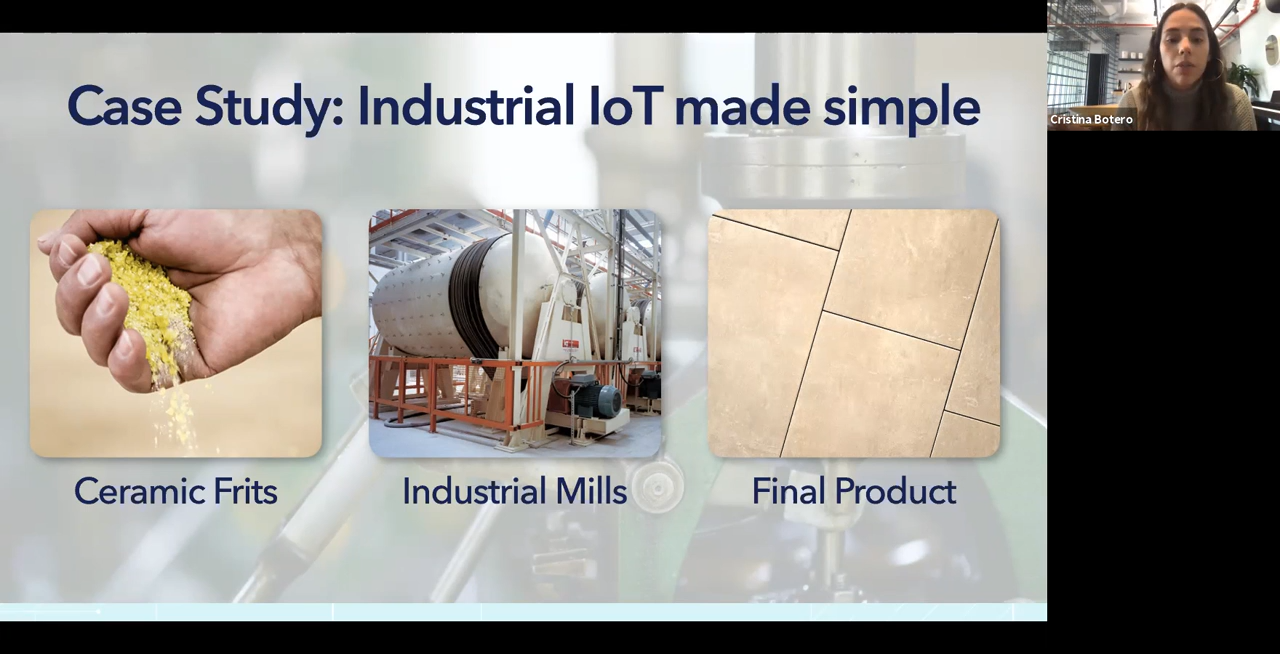 Case Study: Industrial IoT made simple
Cristina Botero
Ceramic Frits
Industrial Mills
Final Product